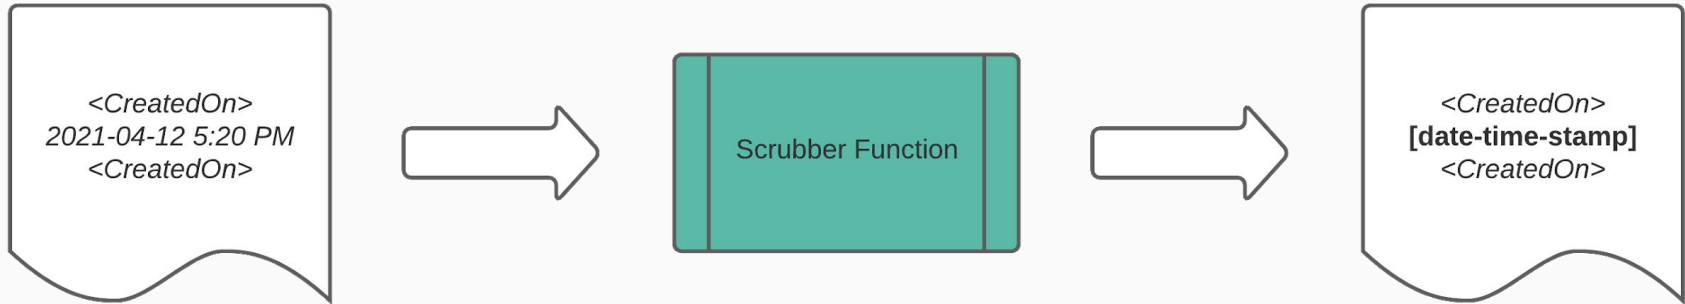 <CreatedOn>
2021-04-12 5:20 PM
<CreatedOn>
Scrubber Function
<CreatedOn>
[date-time-stamp]
<CreatedOn>